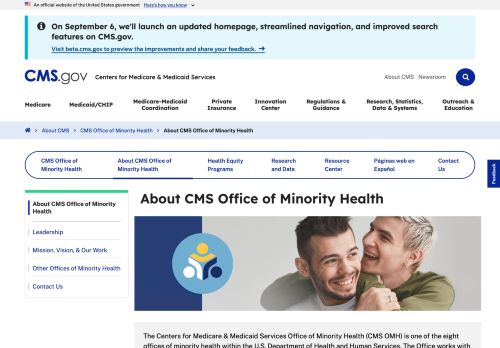 An official website of the United States government Here's how you know
On September 6, we'll launch an updated homepage, streamlined navigation, and improved search
features on CMS.gov.
Visit beta.cms.gov to preview the improvements and share your feedback.
CMS.gov Centers for Medicare & Medicaid Services
About CMS Newsroom
Medicare Medicaid/CHIP Medicare-Medicaid Coordination Private Insurance Innovation Center Regulations & Guidance Research, Statistics, Data & Systems Outreach & Education
About CMS CMS Office of Minority Health About CMS Office of Minority Health
CMS Office of Minority Health
About CMS Office of Minority Health
Health Equity Programs
Research and Data
Resource Center
Páginas web en Español
Contact Us
Feedback
About CMS Office of Minority
Health
Leadership
Mission, Vision, & Our Work
Other Offices of Minority Health
Contact Us
About CMS Office of Minority Health
The Centers for Medicare & Medicaid Services Office of Minority Health (CMS OMH) is one of the eight
offices of minority health within the U.S. Department of Health and Human Services. The Office works with